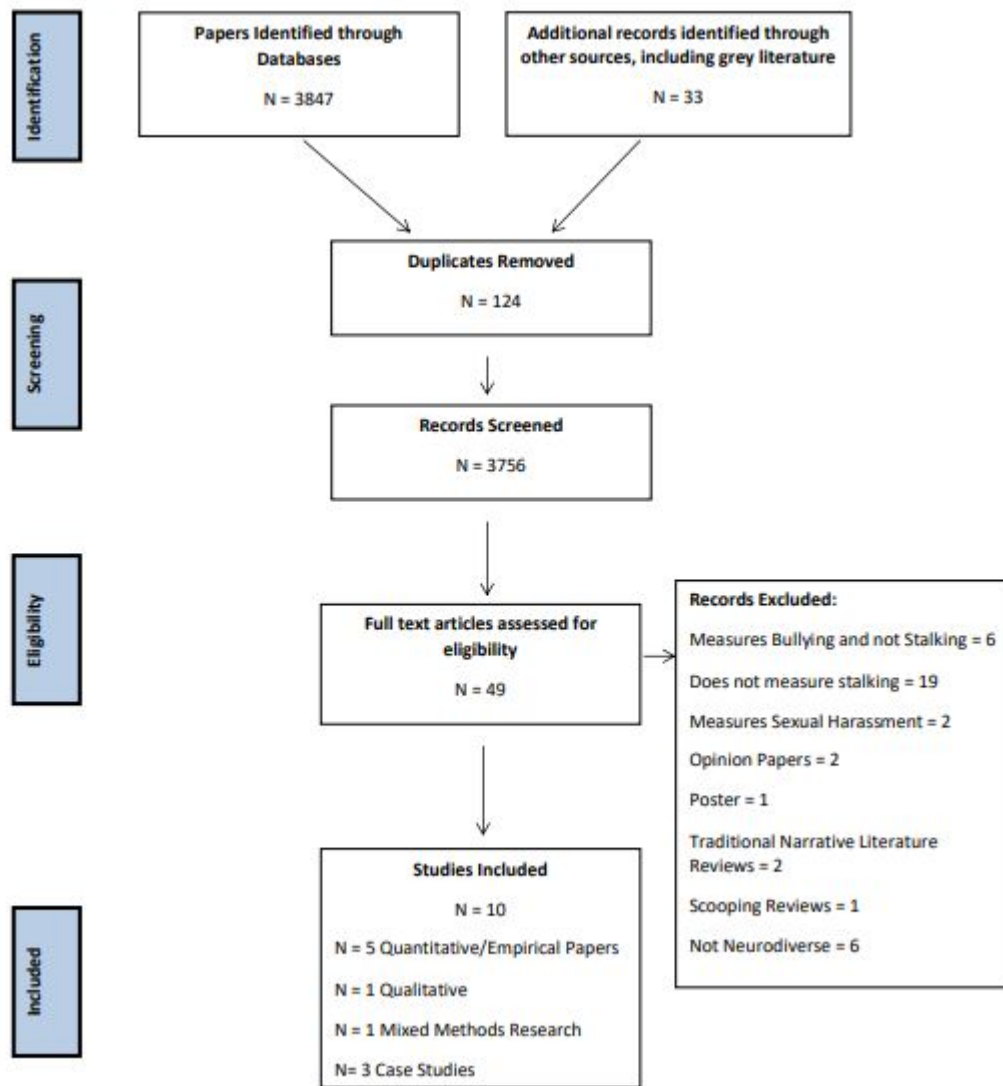 Identification
Papers Identified through
Databases
N = 3847
Additional records identified through
other sources, including grey literature
N = 33
Screening
Duplicates Removed
N = 124
Records Screened
N = 3756
Eligibility
Full text articles assessed for
eligibility
N = 49
Records Excluded:
Measures Bullying and not Stalking = 6
Does not measure stalking = 19
Measures Sexual Harassment = 2
Opinion Papers = 2
Poster = 1
Traditional Narrative Literature
Reviews = 2
Scooping Reviews = 1
Not Neurodiverse = 6
Included
Studies Included
N = 10
N = 5 Quantitative/Empirical Papers
N = 1 Qualitative
N = 1 Mixed Methods Research
N= 3 Case Studies